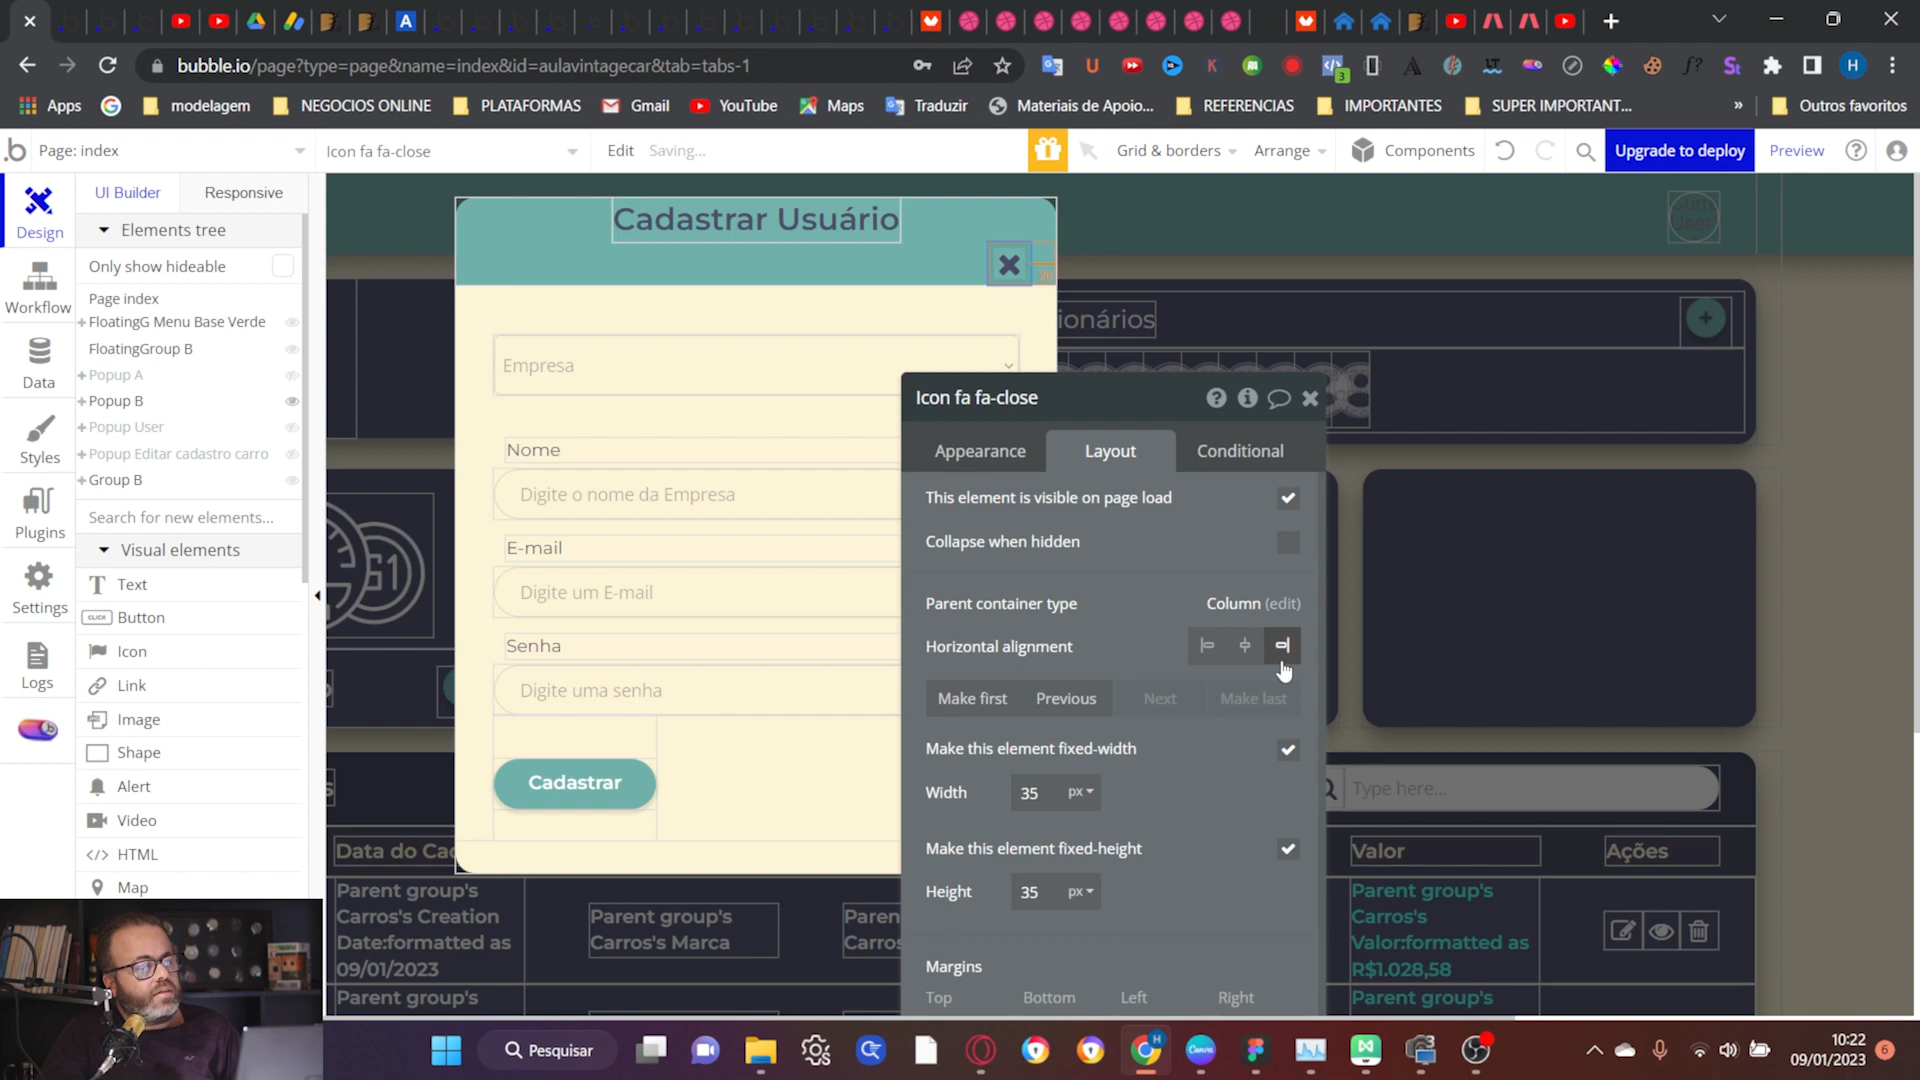 bubble.io/page?type=page&name=index&id=aulavintagecar&tab=tabs-1
Apps
modelagem
NEGOCIOS ONLINE
PLATAFORMAS
Gmail
YouTube
Maps
Traduzir
Materiais de Apoio...
REFERENCIAS
IMPORTANTES
SUPER IMPORTANT...
»
Outros favoritos
Page: index
Icon fa fa-close
Edit
Saving...
Grid & borders
Arrange
Components
Upgrade to deploy
Preview
Design
Workflow
Data
Styles
Plugins
Settings
Logs
UI Builder
Responsive
Elements tree
Only show hideable
Page index
FloatingG Menu Base Verde
FloatingGroup B
Popup A
Popup B
Popup User
Popup Editar cadastro carro
Group B
Search for new elements...
Visual elements
Text
Button
Icon
Link
Image
Shape
Alert
Video
HTML
Map
Cadastrar Usuário
20
Empresa
Nome
Digite o nome da Empresa
E-mail
Digite um E-mail
Senha
Digite uma senha
Cadastrar
ionários
Icon fa fa-close
Appearance
Layout
Conditional
This element is visible on page load
Collapse when hidden
Parent container type
Column (edit)
Horizontal alignment
Make first
Previous
Next
Make last
Make this element fixed-width
Width
35
px
Make this element fixed-height
Height
35
px
Margins
Top
Bottom
Left
Right
Type here...
Data do Ca
Valor
Ações
Parent group's
Carros's Creation
Date:formatted as
09/01/2023
Parent group's
Carros's Marca
Paren
Carros
Parent group's
Carros's
Valor:formatted as
R$1.028,58
Parent group's
Parent group's
Pesquisar
10:22
09/01/2023
6